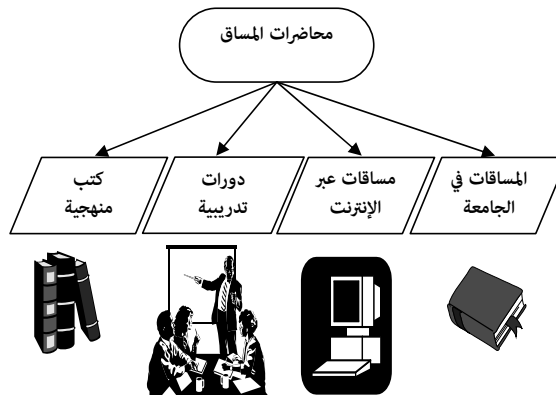 محاضرات المساق
المساقات في
الجامعة
مساقات عبر
الإنترنت
دورات
تدريبية
كتب
منهجية